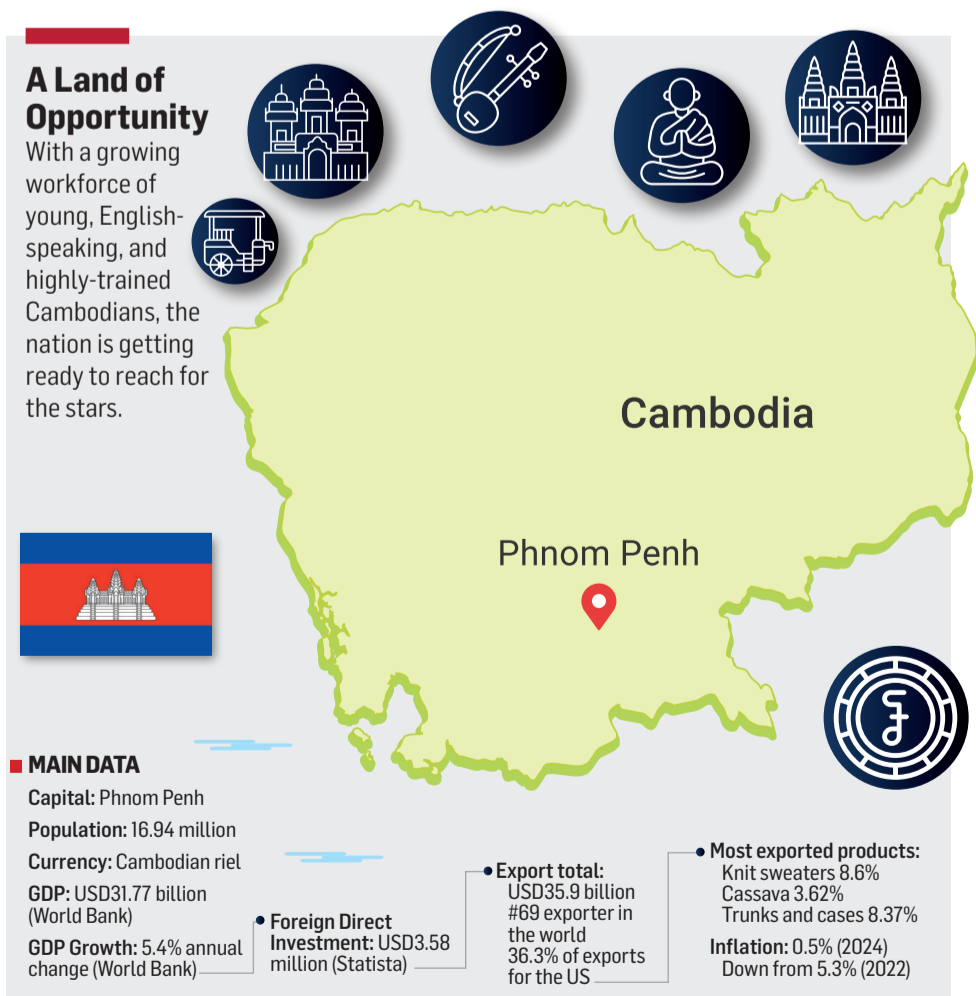 A Land of
Opportunity
With a growing
workforce of
young, English-
speaking, and
highly-trained
Cambodians, the
nation is getting
ready to reach for
the stars.
Cambodia
Phnom Penh
MAIN DATA
Capital: Phnom Penh
Population: 16.94 million
Currency: Cambodian riel
GDP: USD31.77 billion
(World Bank)
GDP Growth: 5.4% annual
change (World Bank)
Foreign Direct
Investment: USD3.58
million (Statista)
Export total:
USD35.9 billion
#69 exporter in
the world
36.3% of exports
for the US
Most exported products:
Knit sweaters 8.6%
Cassava 3.62%
Trunks and cases 8.37%
Inflation: 0.5% (2024)
Down from 5.3% (2022)